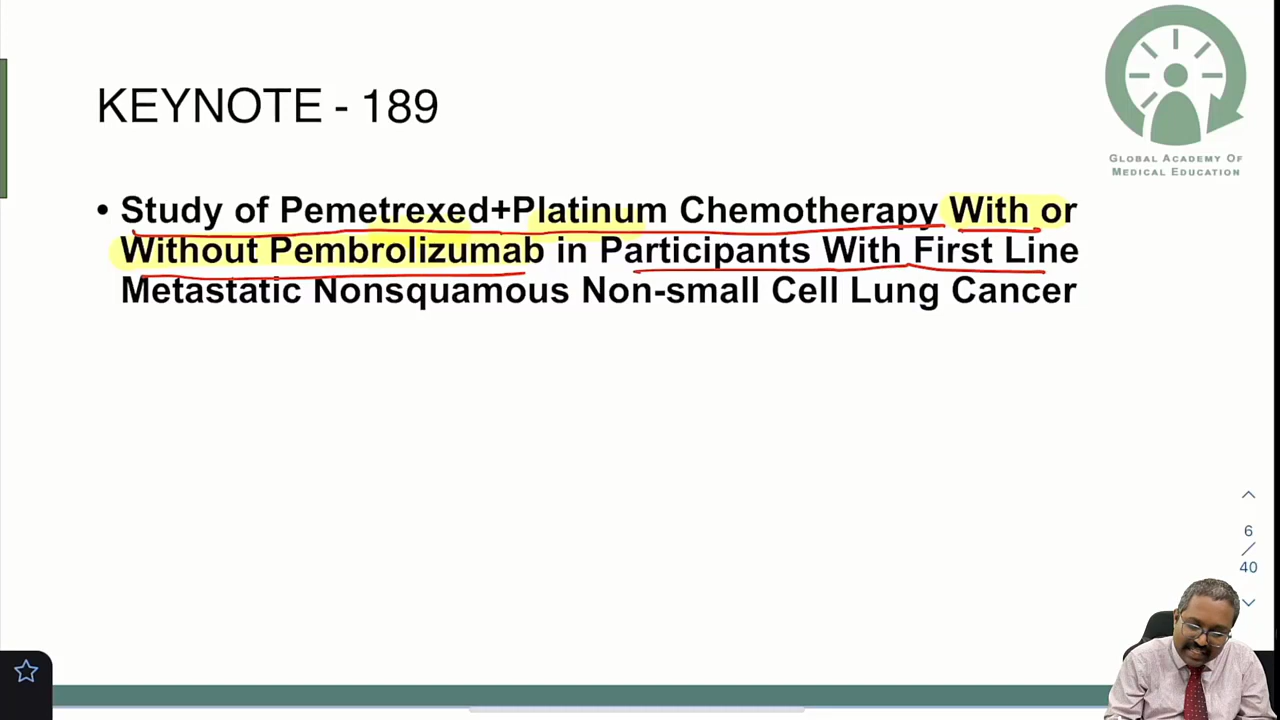 KEYNOTE - 189
GLOBAL ACADEMY OF
MEDICAL EDUCATION
• Study of Pemetrexed+Platinum Chemotherapy With or
Without Pembrolizumab in Participants With First Line
Metastatic Nonsquamous Non-small Cell Lung Cancer
6
/
40